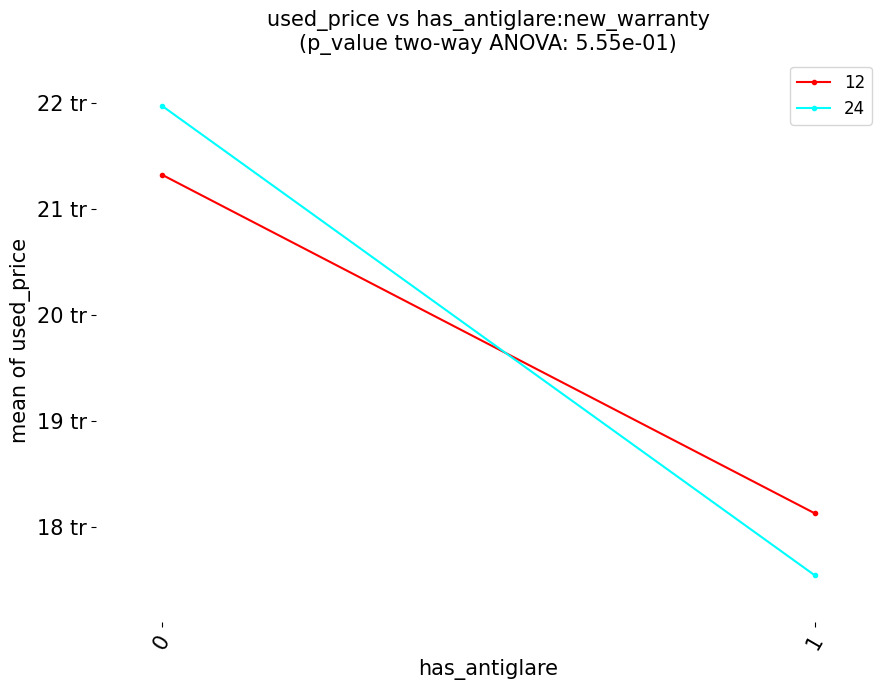 used_price vs has_antiglare:new_warranty
(p_value two-way ANOVA: 5.55e-01)
12
24
22 tr
21 tr
20 tr
19 tr
18 tr
mean of used_price
0
1
has_antiglare